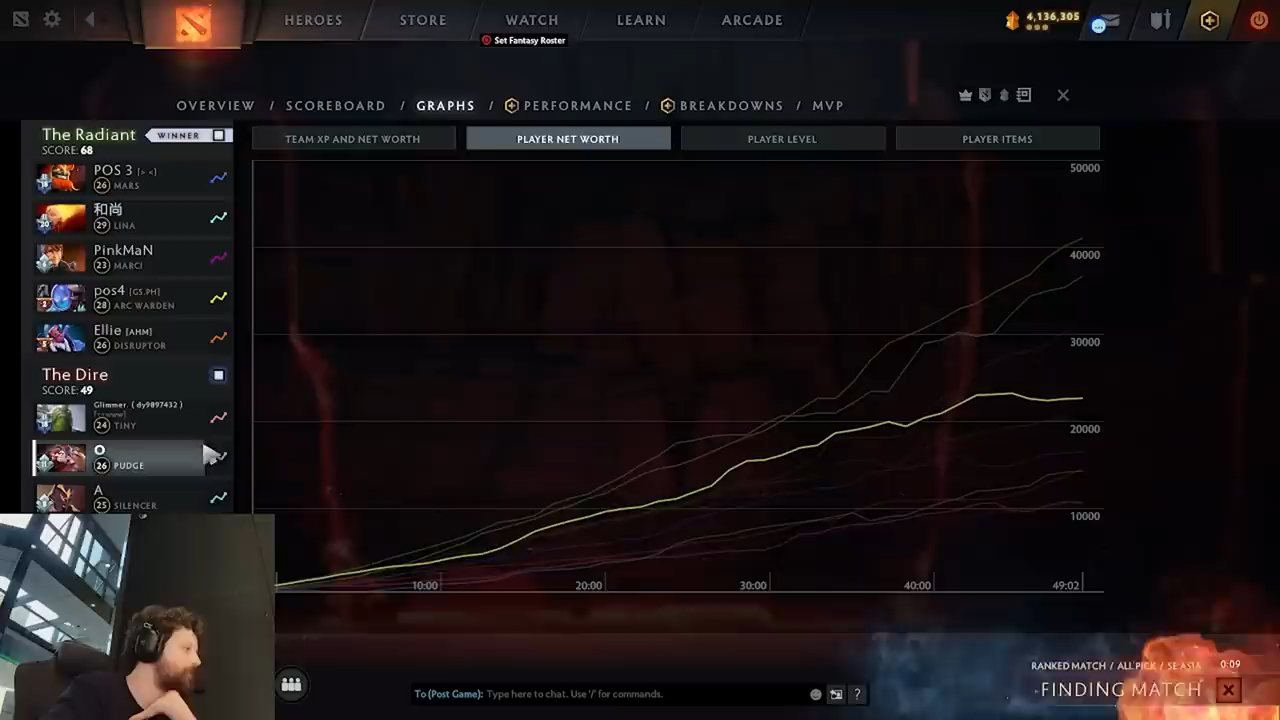 HEROES
STORE
WATCH
LEARN
ARCADE
4,136,305
Set Fantasy Roster
OVERVIEW / SCOREBOARD / GRAPHS / PERFORMANCE / BREAKDOWNS / MVP
The Radiant
WINNER
SCORE: 68
TEAM XP AND NET WORTH
PLAYER NET WORTH
PLAYER LEVEL
PLAYER ITEMS
POS 3 [> <]
26 MARS
和尚
29 LINA
PinkMaN
23 MARCI
pos4 [GS.PH]
28 ARC WARDEN
Ellie [AHM]
26 DISRUPTOR
The Dire
SCORE: 49
Glimmer. ( dy9897432 )
24 TINY
O
26 PUDGE
A
25 SILENCER
50000
40000
30000
20000
10000
10:00
20:00
30:00
40:00
49:02
To (Post Game): Type here to chat. Use '/' for commands.
?
RANKED MATCH / ALL PICK / SE ASIA
0:09
FINDING MATCH